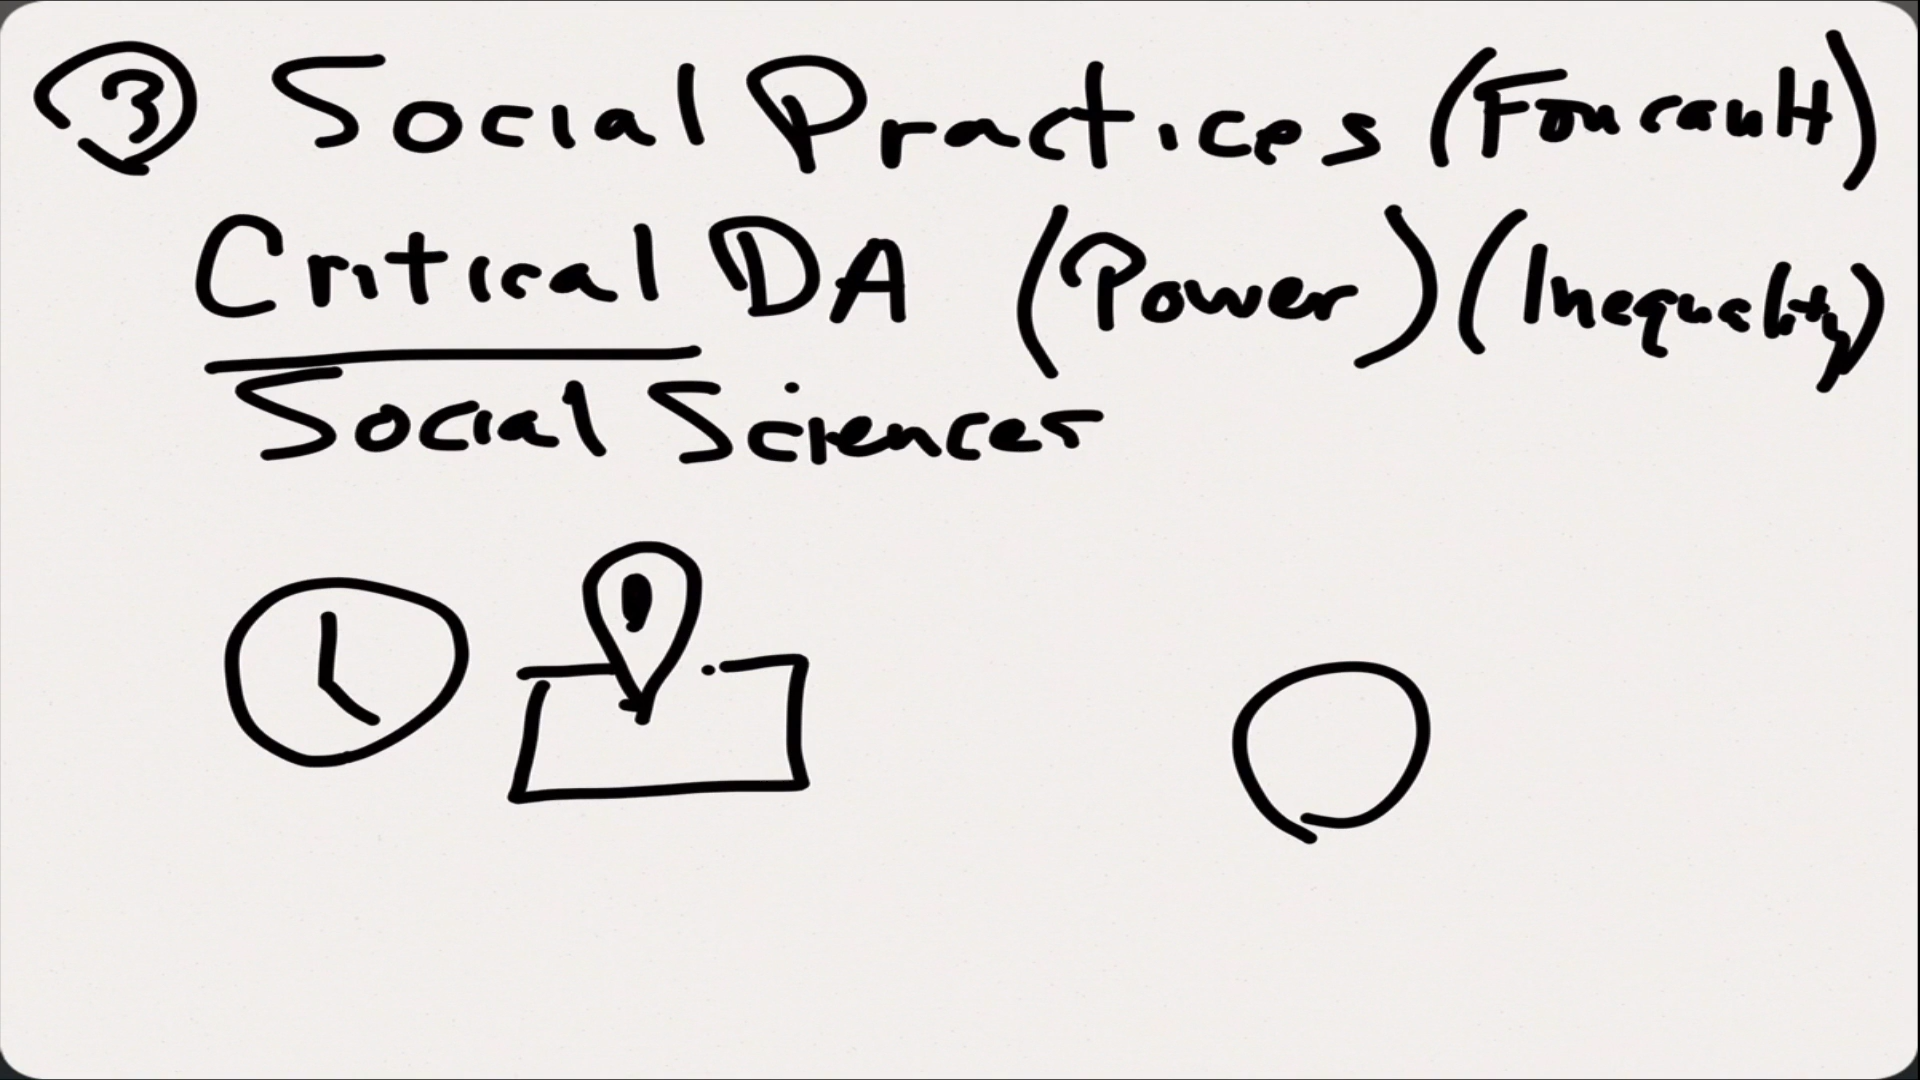 ③ Social Practices (Foucault)
Critical DA (Power) (Inequality)
Social Sciences